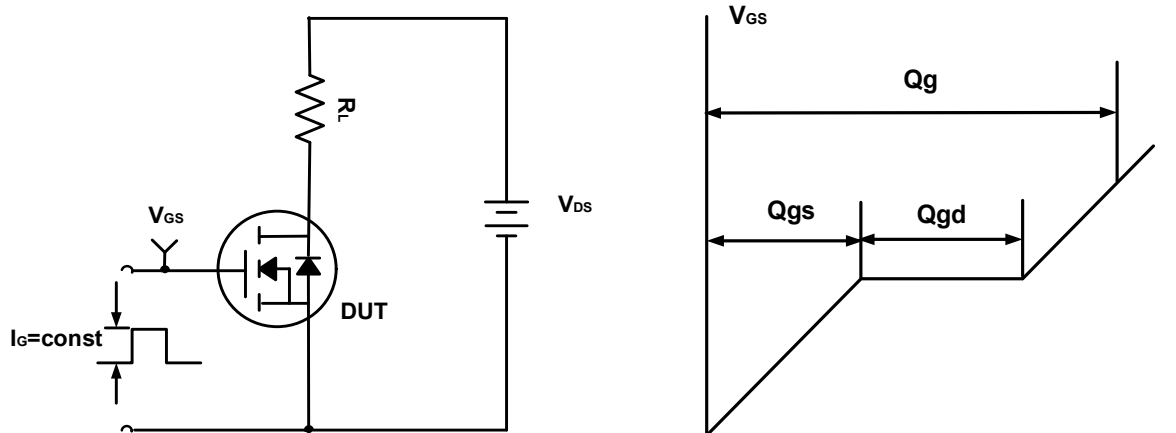 RL
VGS
VDS
DUT
IG=const
VGS
Qg
Qgs
Qgd